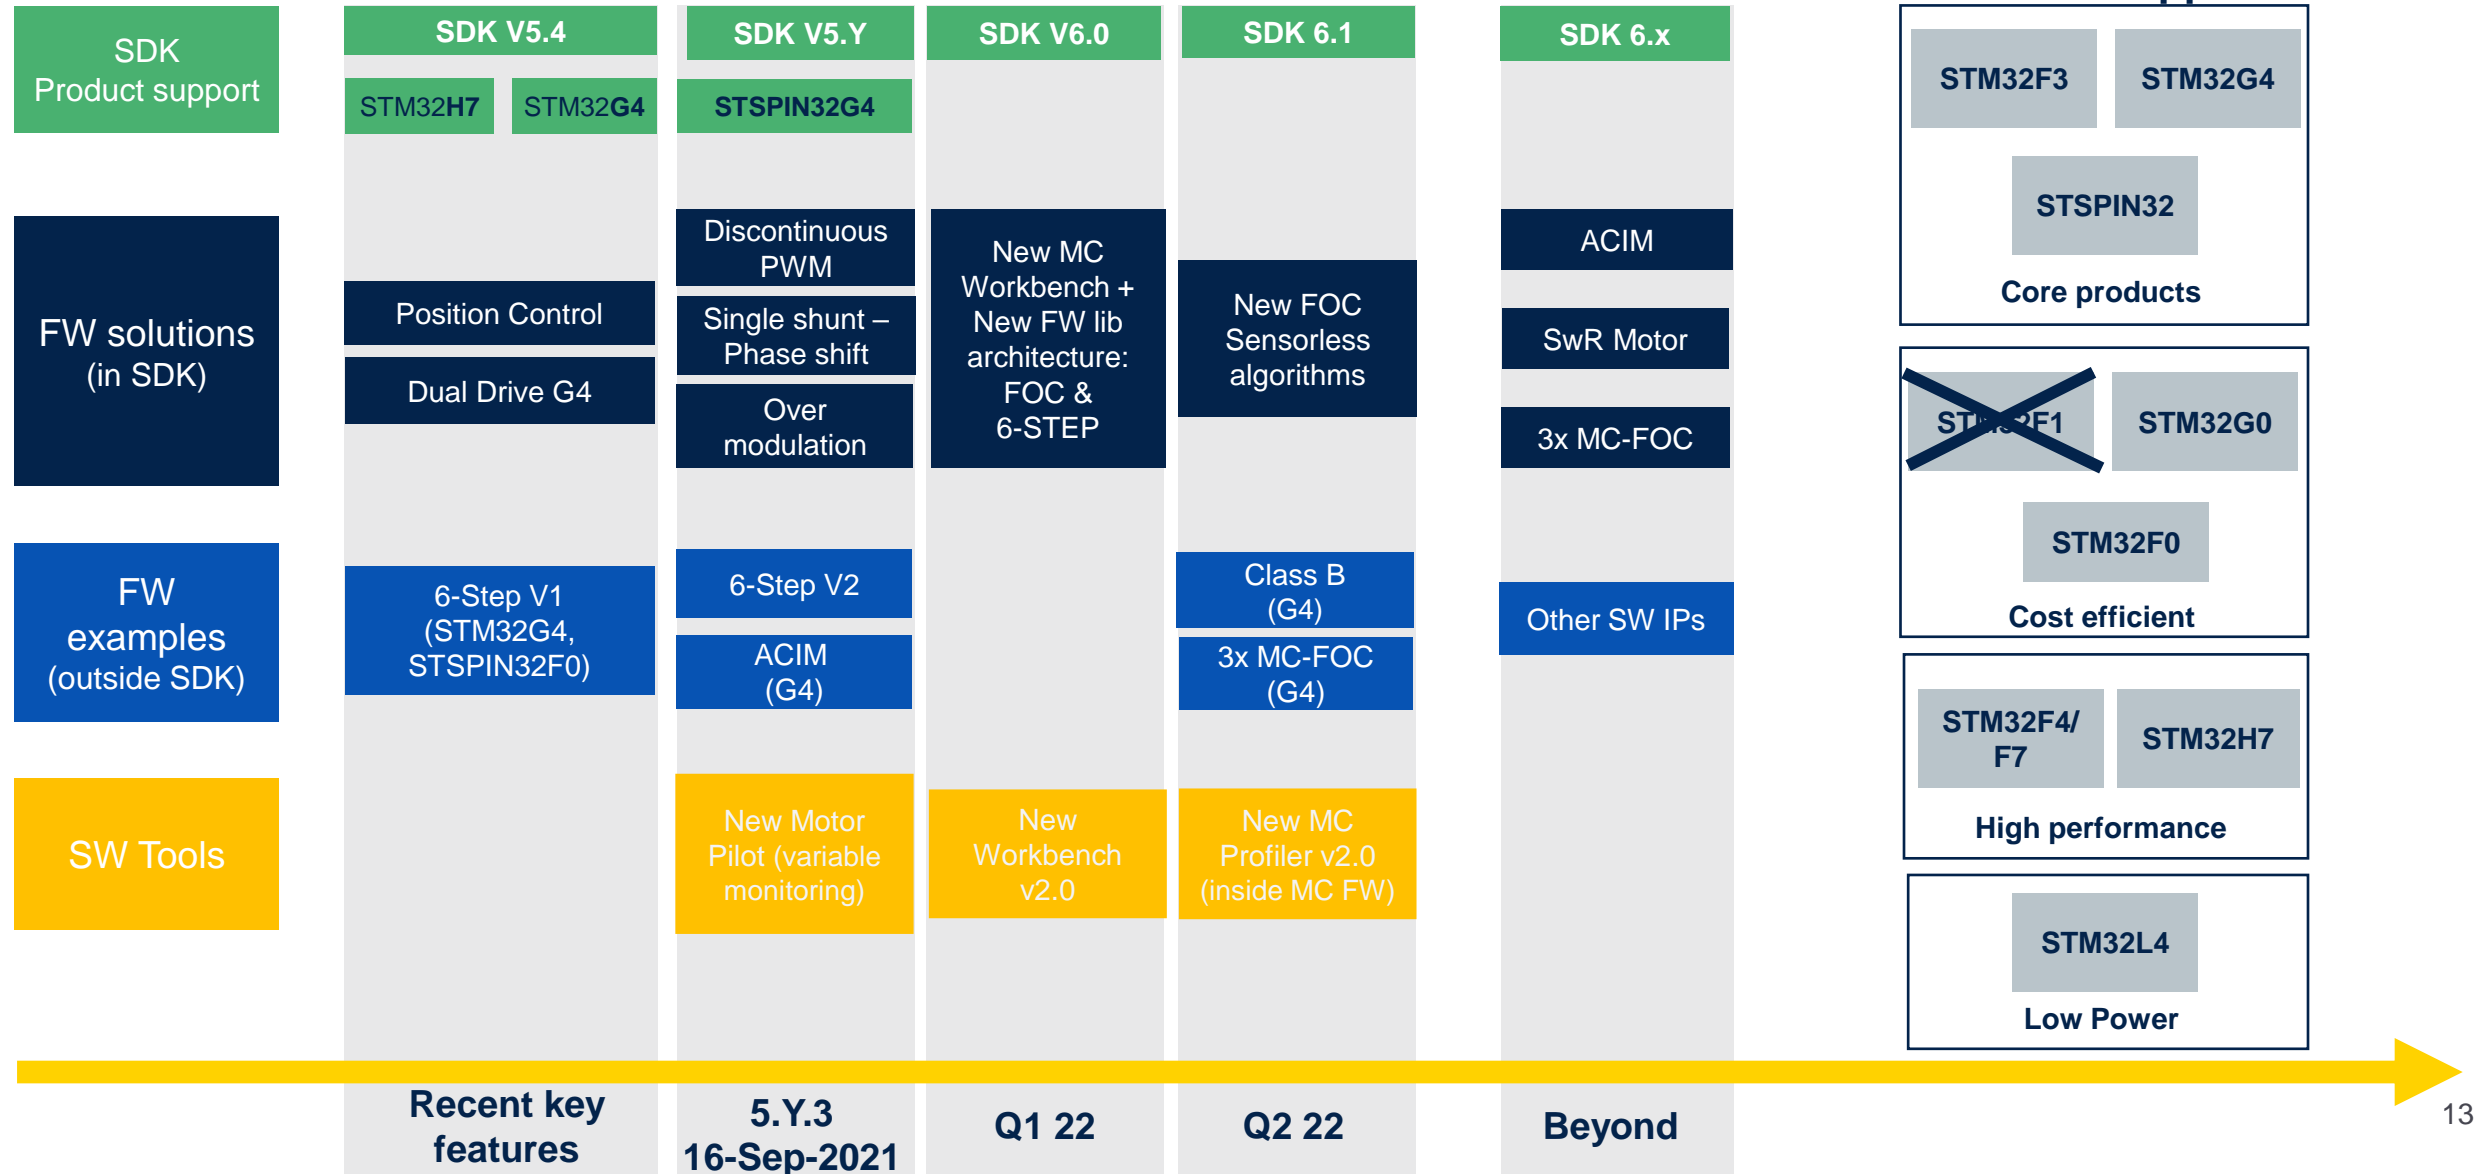 SDK
Product support
SDK V5.4
SDK V5.Y
SDK V6.0
SDK 6.1
SDK 6.x
STM32H7
STM32G4
STSPIN32G4
FW solutions
(in SDK)
Position Control
Dual Drive G4
Discontinuous
PWM
Single shunt –
Phase shift
Over
modulation
New MC
Workbench +
New FW lib
architecture:
FOC &
6-STEP
New FOC
Sensorless
algorithms
ACIM
SwR Motor
3x MC-FOC
FW
examples
(outside SDK)
6-Step V1
(STM32G4,
STSPIN32F0)
6-Step V2
ACIM
(G4)
Class B
(G4)
3x MC-FOC
(G4)
Other SW IPs
SW Tools
New Motor
Pilot (variable
monitoring)
New
Workbench
v2.0
New MC
Profiler v2.0
(inside MC FW)
STM32F3
STM32G4
STSPIN32
Core products
STM32F1
STM32G0
STM32F0
Cost efficient
STM32F4/
F7
STM32H7
High performance
STM32L4
Low Power
Recent key
features
5.Y.3
16-Sep-2021
Q1 22
Q2 22
Beyond
13